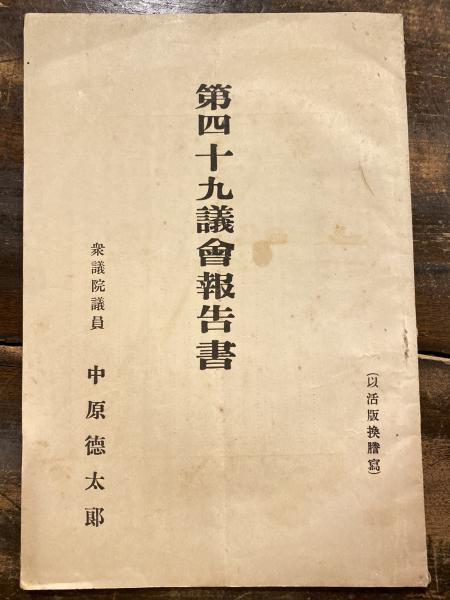 (以活版換謄寫)
第四十九議會報告書
衆議院議員 中原德太郎